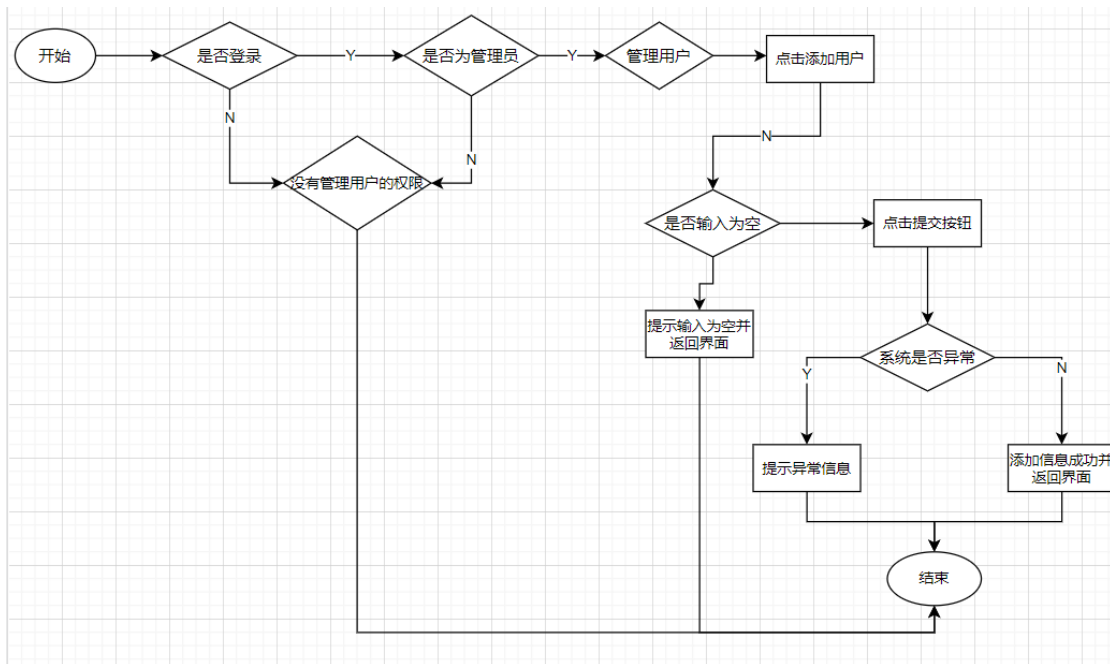 开始
是否登录
Y
是否为管理员
Y
管理用户
点击添加用户
N
N
N
没有管理用户的权限
是否输入为空
点击提交按钮
提示输入为空并
返回界面
系统是否异常
Y
N
提示异常信息
添加信息成功并
返回界面
结束